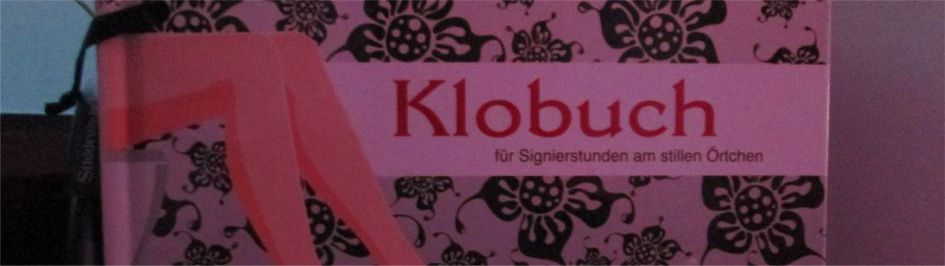 Klobuch
für Signierstunden am stillen Örtchen